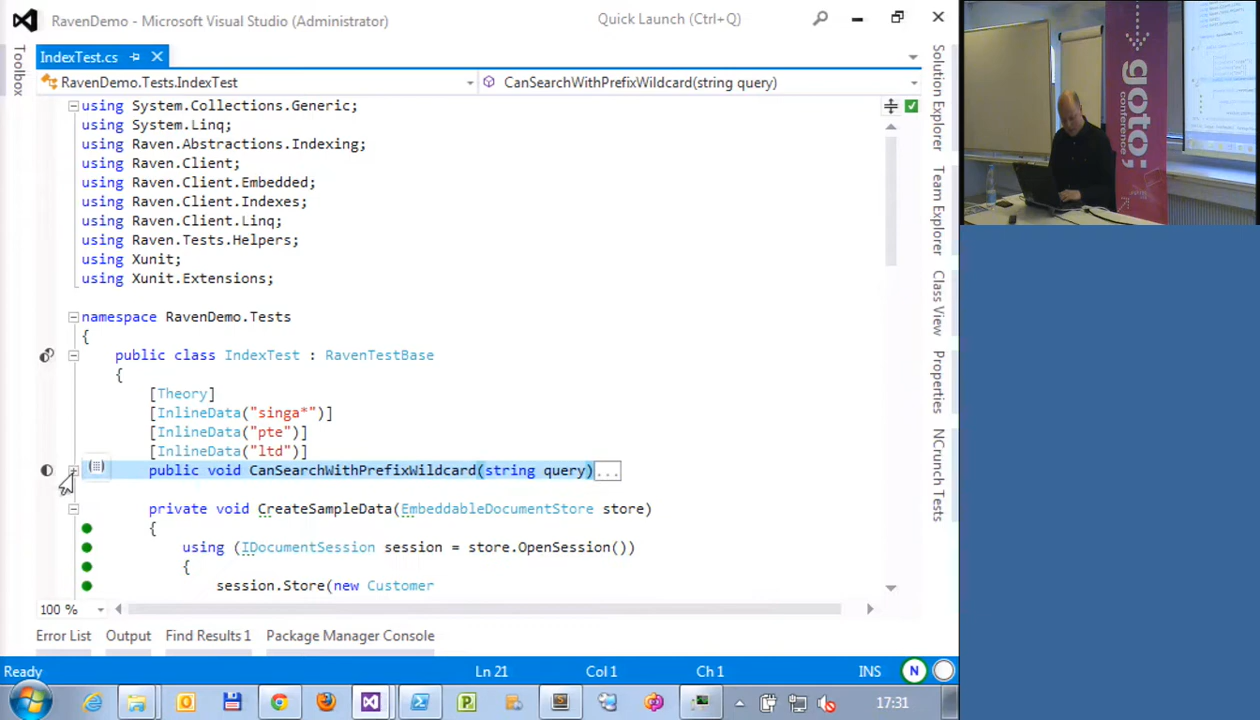 RavenDemo - Microsoft Visual Studio (Administrator)
Quick Launch (Ctrl+Q)
Toolbox
IndexTest.cs
RavenDemo.Tests.IndexTest
CanSearchWithPrefixWildcard(string query)
using System.Collections.Generic;
using System.Linq;
using Raven.Abstractions.Indexing;
using Raven.Client;
using Raven.Client.Embedded;
using Raven.Client.Indexes;
using Raven.Client.Linq;
using Raven.Tests.Helpers;
using Xunit;
using Xunit.Extensions;
namespace RavenDemo.Tests
{
public class IndexTest : RavenTestBase
{
[Theory]
[InlineData("singa*")]
[InlineData("pte")]
[InlineData("ltd")]
public void CanSearchWithPrefixWildcard(string query)...
private void CreateSampleData(EmbeddableDocumentStore store)
{
using (IDocumentSession session = store.OpenSession())
{
session.Store(new Customer
100 %
Error List
Output
Find Results 1
Package Manager Console
Ready
Ln 21
Col 1
Ch 1
INS
N
17:31
Solution Explorer
Team Explorer
Class View
Properties
NCrunch Tests
goto;
conference